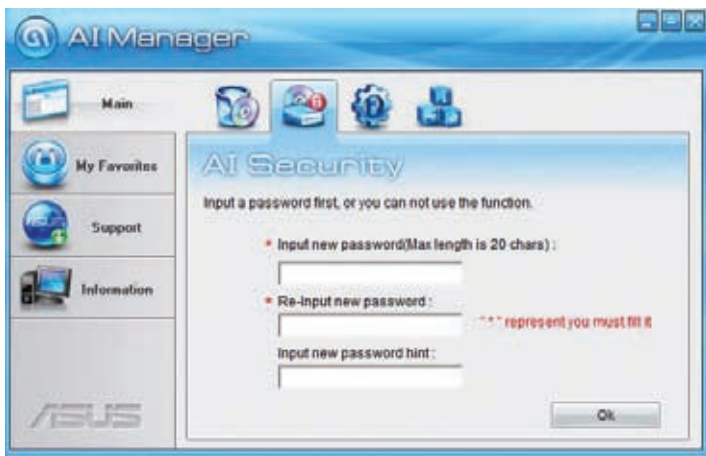 AI Manager
Main
My Favorites
Support
Information
ASUS
AI Security
Input a password first, or you can not use the function.
* Input new password(Max length is 20 chars) :
* Re-input new password :
"*" represent you must fill it
Input new password hint :
Ok